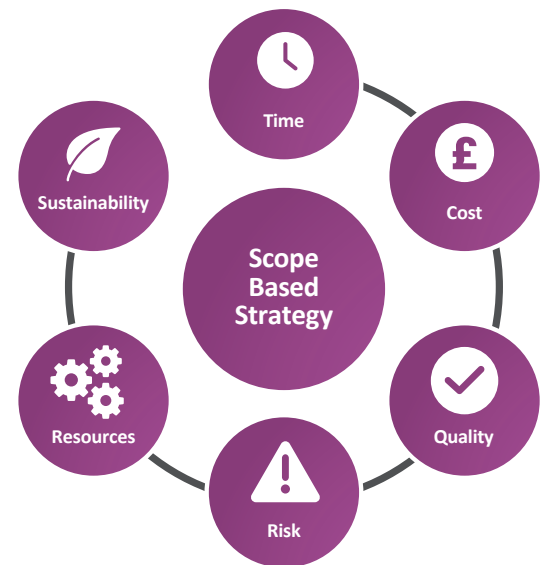 Time
£
Cost
Sustainability
Scope
Based
Strategy
Resources
Quality
Risk